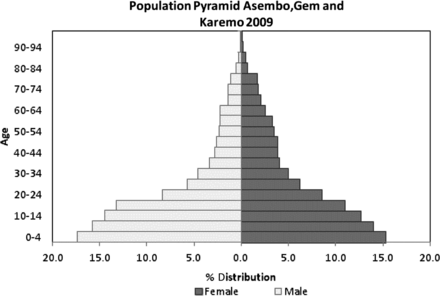 Population Pyramid Asembo,Gem and
Karemo 2009
90-94
80-84
70-74
60-64
50-54
40-44
30-34
20-24
10-14
0-4
Age
20.0 15.0 10.0 5.0 0.0 5.0 10.0 15.0 20.0
% Distribution
Female Male